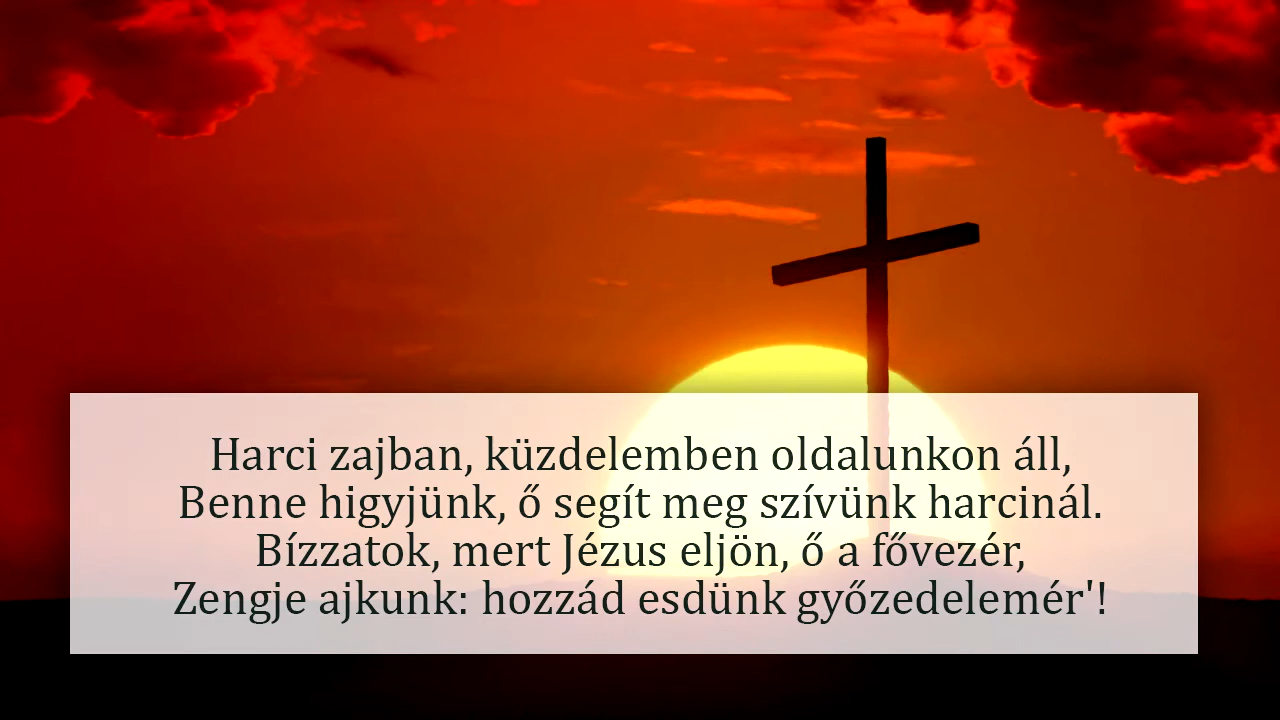 Harci zajban, küzdelemben oldalunkon áll,
Benne higyjünk, ő segít meg szívünk harcinál.
Bízzatok, mert Jézus eljön, ő a fővezér,
Zengje ajkunk: hozzád esdünk győzedelemér'!